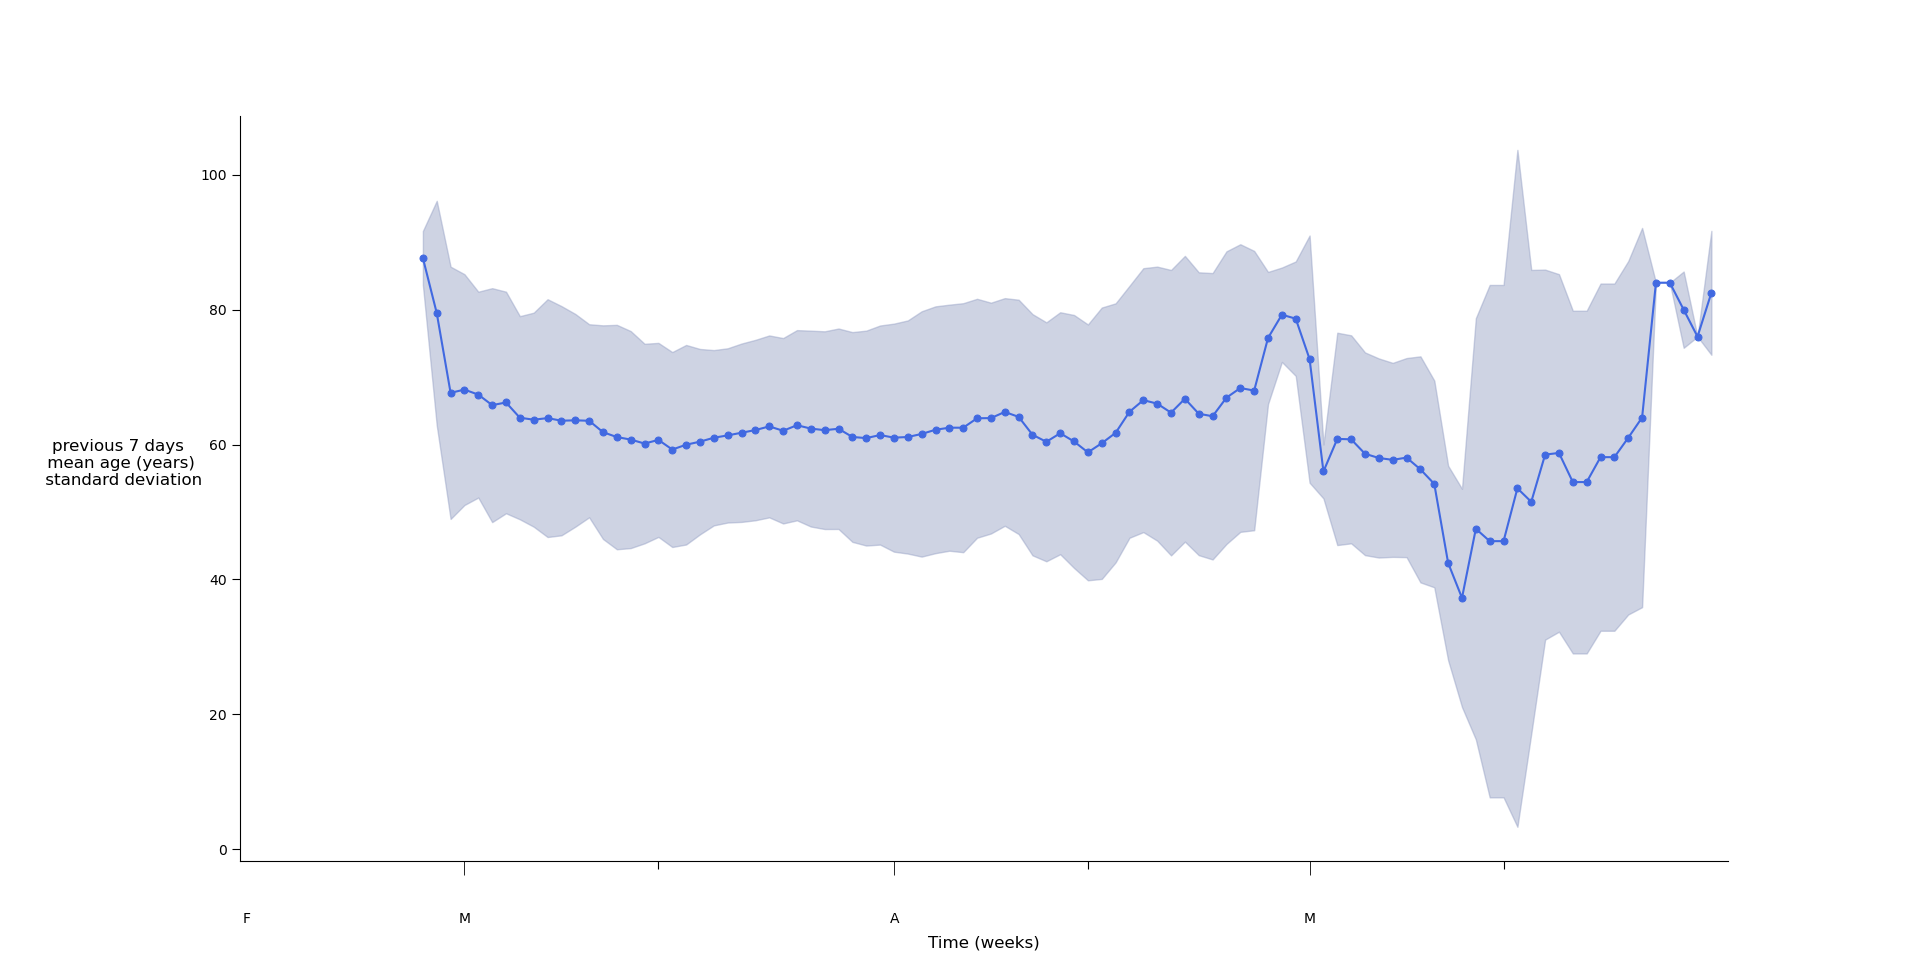 100
80
60
previous 7 days
mean age (years)
standard deviation
40
20
0
F M A M
Time (weeks)